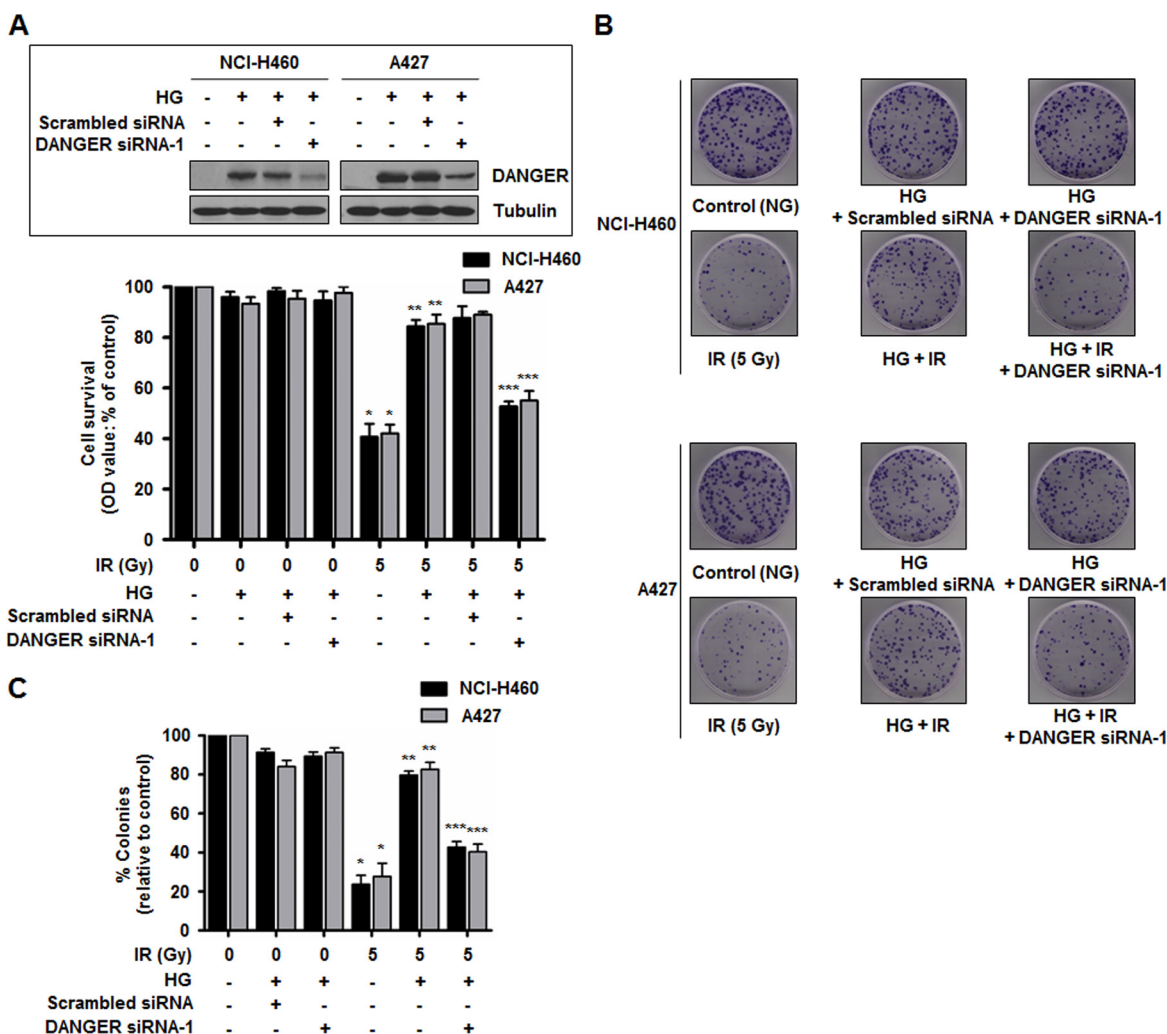 A
NCI-H460 A427
HG - + + + - + + +
Scrambled siRNA - - + - - - + -
DANGER siRNA-1 - - - + - - - +
DANGER
Tubulin
NCI-H460
A427
Cell survival
(OD value: % of control)
100
80
60
40
20
0
* * ** ** *** ***
IR (Gy) 0 0 0 0 5 5 5 5
HG - + + + - + + +
Scrambled siRNA - - + - - - + -
DANGER siRNA-1 - - - + - - - +
B
NCI-H460
Control (NG)
HG
+ Scrambled siRNA
HG
+ DANGER siRNA-1
IR (5 Gy)
HG + IR
HG + IR
+ DANGER siRNA-1
A427
Control (NG)
HG
+ Scrambled siRNA
HG
+ DANGER siRNA-1
IR (5 Gy)
HG + IR
HG + IR
+ DANGER siRNA-1
C
NCI-H460
A427
% Colonies
(relative to control)
100
80
60
40
20
0
* * ** ** *** ***
IR (Gy) 0 0 0 5 5 5
HG - + + - + +
Scrambled siRNA - + - - - -
DANGER siRNA-1 - - + - - +